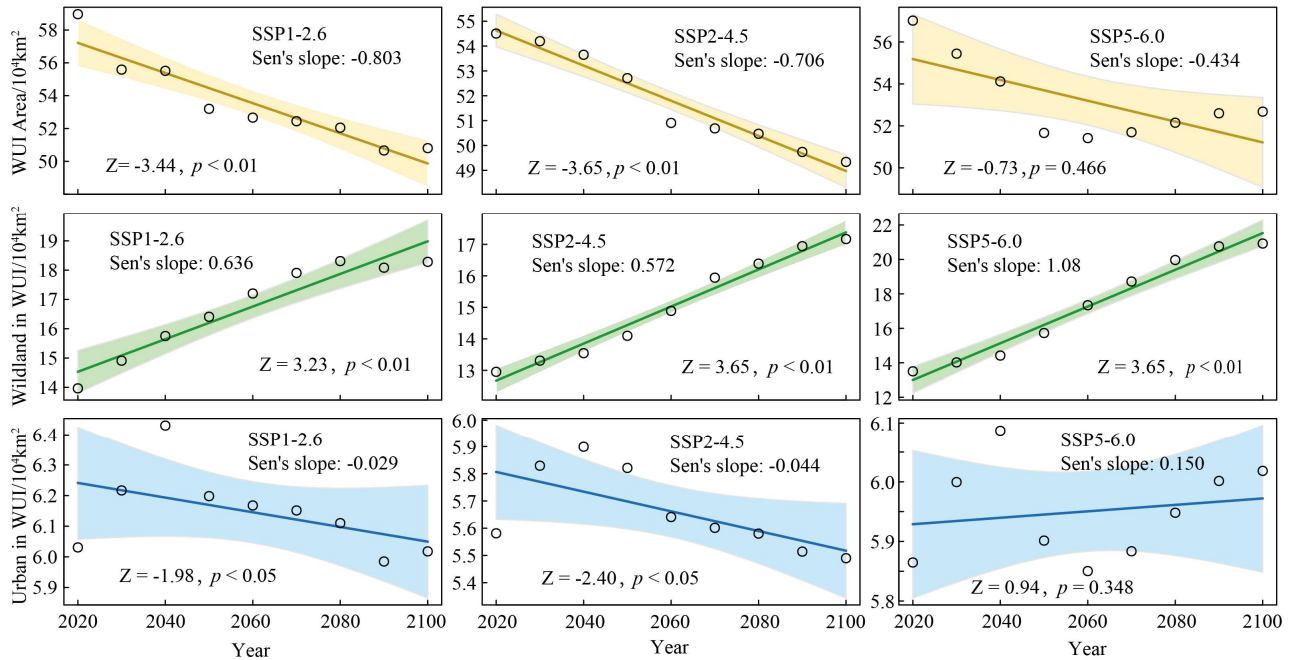 WUI Area/10⁴km²
58
56
54
52
50
SSP1-2.6
Sen's slope: -0.803
Z= -3.44, p < 0.01
55
54
53
52
51
50
49
SSP2-4.5
Sen's slope: -0.706
Z = -3.65, p < 0.01
56
54
52
50
SSP5-6.0
Sen's slope: -0.434
Z = -0.73, p = 0.466
Wildland in WUI/10⁴km²
19
18
17
16
15
14
SSP1-2.6
Sen's slope: 0.636
Z = 3.23, p < 0.01
17
16
15
14
13
SSP2-4.5
Sen's slope: 0.572
Z = 3.65, p < 0.01
22
20
18
16
14
12
SSP5-6.0
Sen's slope: 1.08
Z = 3.65, p < 0.01
Urban in WUI/10⁴km²
6.4
6.3
6.2
6.1
6.0
5.9
SSP1-2.6
Sen's slope: -0.029
Z = -1.98, p < 0.05
6.0
5.9
5.8
5.7
5.6
5.5
5.4
SSP2-4.5
Sen's slope: -0.044
Z = -2.40, p < 0.05
6.1
6.0
5.9
5.8
SSP5-6.0
Sen's slope: 0.150
Z = 0.94, p = 0.348
2020 2040 2060 2080 2100
Year
2020 2040 2060 2080 2100
Year
2020 2040 2060 2080 2100
Year